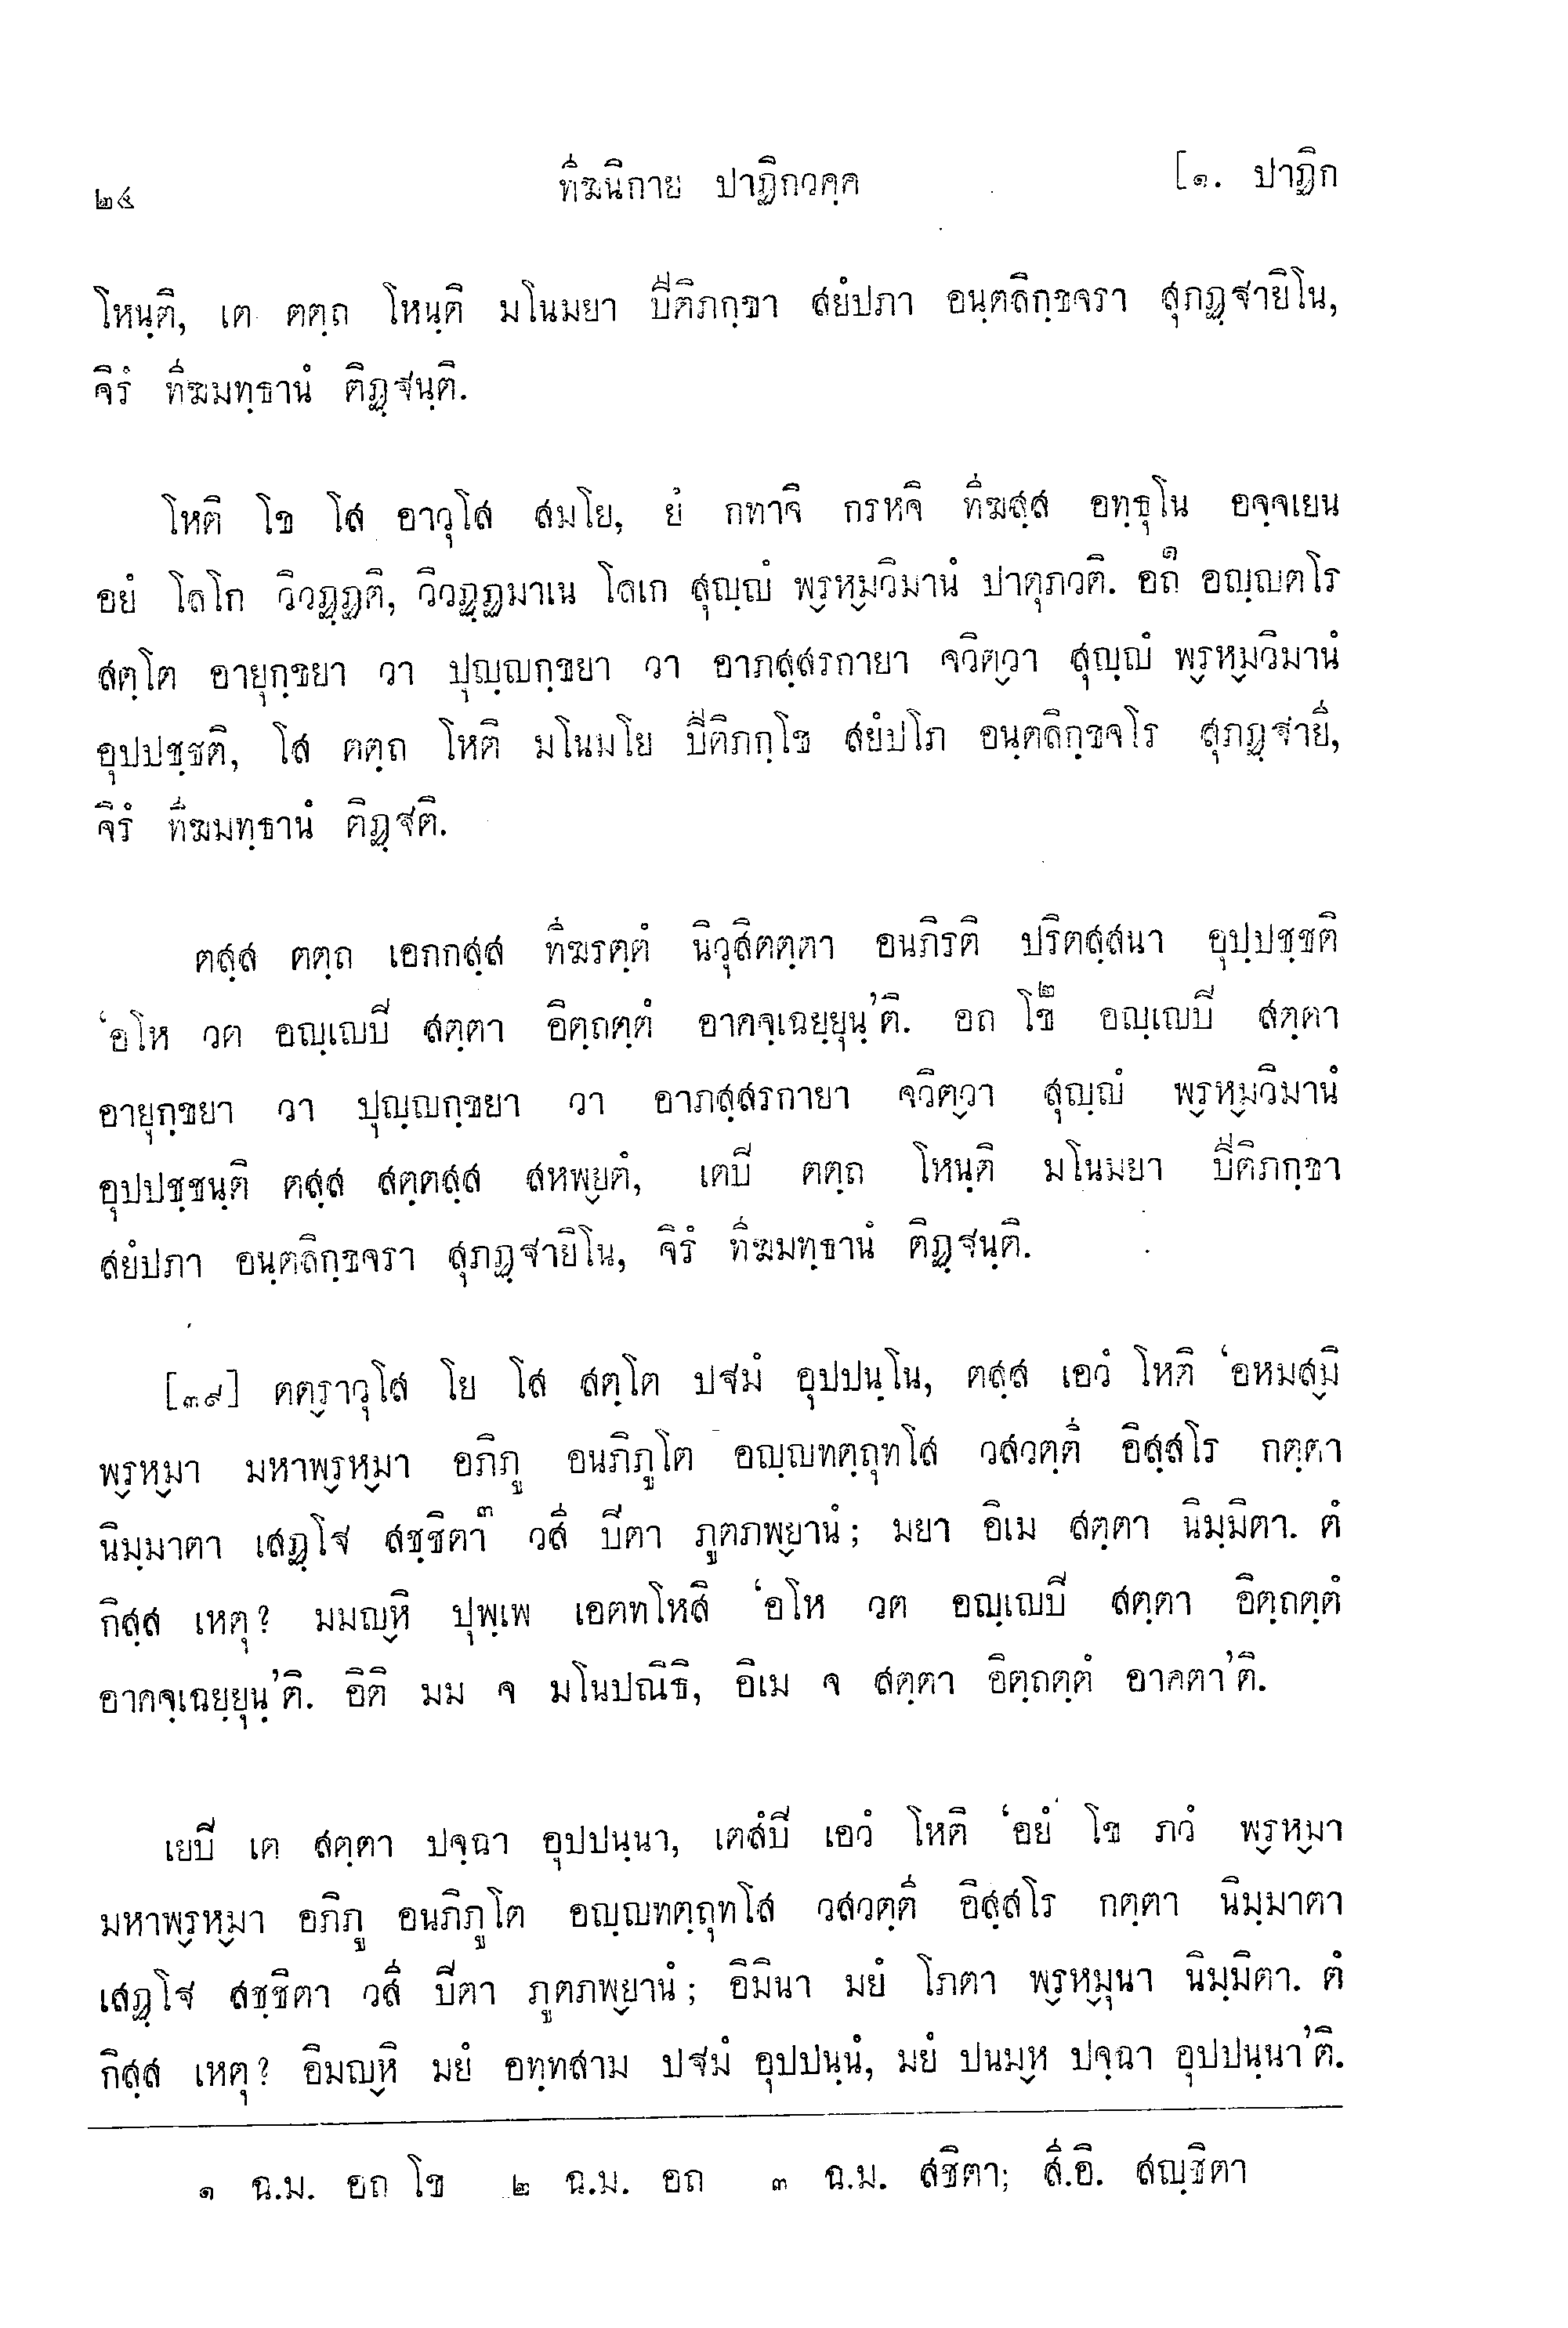 ๒๔ ทีฆนิกาย ปาฏิกวคฺค [๑. ปาฏิก
โหนฺติ, เต ตตฺถ โหนฺติ มโนมยา ปีติภกฺขา สยํปภา อนฺตลิกฺขจรา สุภฏฺฐายิโน,
จิรํ ทีฆมทฺธานํ ติฏฺฐนฺติ.
โหติ โข โส อาวุโส สมโย, ยํ กทาจิ กรหจิ ทีฆสฺส อทฺธุโน อจฺจเยน
อยํ โลโก วิวฏฺฏติ, วิวฏฺฏมาเน โลเก สุญฺญํ พ๎รห๎มวิมานํ ปาตุภวติ. อถ๑ อญฺญตโร
สตฺโต อายุกฺขยา วา ปุญฺญกฺขยา วา อาภสฺสรกายา จวิต๎วา สุญฺญํ พ๎รห๎มวิมานํ
อุปปชฺชติ, โส ตตฺถ โหติ มโนมโย ปีติภกฺโข สยํปโภ อนฺตลิกฺขจโร สุภฏฺฐายี,
จิรํ ทีฆมทฺธานํ ติฏฺฐติ.
ตสฺส ตตฺถ เอกกสฺส ทีฆรตฺตํ นิวุสิตตฺตา อนภิรติ ปริตสฺสนา อุปฺปชฺชติ
‘อโห วต อญฺเญปิ สตฺตา อิตฺถตฺตํ อาคจฺเฉยฺยุนฺ’ติ. อถ โข๒ อญฺเญปิ สตฺตา
อายุกฺขยา วา ปุญฺญกฺขยา วา อาภสฺสรกายา จวิต๎วา สุญฺญํ พ๎รห๎มวิมานํ
อุปปชฺชนฺติ ตสฺส สตฺตสฺส สหพ๎ยตํ, เตปิ ตตฺถ โหนฺติ มโนมยา ปีติภกฺขา
สยํปภา อนฺตลิกฺขจรา สุภฏฺฐายิโน, จิรํ ทีฆมทฺธานํ ติฏฺฐนฺติ.
[๓๙] ตต๎ราวุโส โย โส สตฺโต ปฐมํ อุปปนฺโน, ตสฺส เอวํ โหติ ‘อหมส๎มิ
พ๎รห๎มา มหาพ๎รห๎มา อภิภู อนภิภูโต อญฺญทตฺถุทโส วสวตฺตี อิสฺสโร กตฺตา
นิมฺมาตา เสฏฺโฐ สชฺชิตา๓ วสี ปิตา ภูตภพ๎ยานํ; มยา อิเม สตฺตา นิมฺมิตา. ตํ
กิสฺส เหตุ? มมญ๎หิ ปุพฺเพ เอตทโหสิ ‘อโห วต อญฺเญปิ สตฺตา อิตฺถตฺตํ
อาคจฺเฉยฺยุนฺ’ติ. อิติ มม จ มโนปณิธิ, อิเม จ สตฺตา อิตฺถตฺตํ อาคตา’ติ.
เยปิ เต สตฺตา ปจฺฉา อุปปนฺนา, เตสํปิ เอวํ โหติ ‘อยํ โข ภวํ พ๎รห๎มา
มหาพ๎รห๎มา อภิภู อนภิภูโต อญฺญทตฺถุทโส วสวตฺตี อิสฺสโร กตฺตา นิมฺมาตา
เสฏฺโฐ สชฺชิตา วสี ปิตา ภูตภพ๎ยานํ; อิมินา มยํ โภตา พ๎รห๎มุนา นิมฺมิตา. ตํ
กิสฺส เหตุ? อิมญ๎หิ มยํ อทฺทสาม ปฐมํ อุปปนฺนํ, มยํ ปนม๎ห ปจฺฉา อุปปนฺนา’ติ.
๑ ฉ.ม. อถ โข ๒ ฉ.ม. อถ ๓ ฉ.ม. สชิตา; สี.อิ. สญฺชิตา